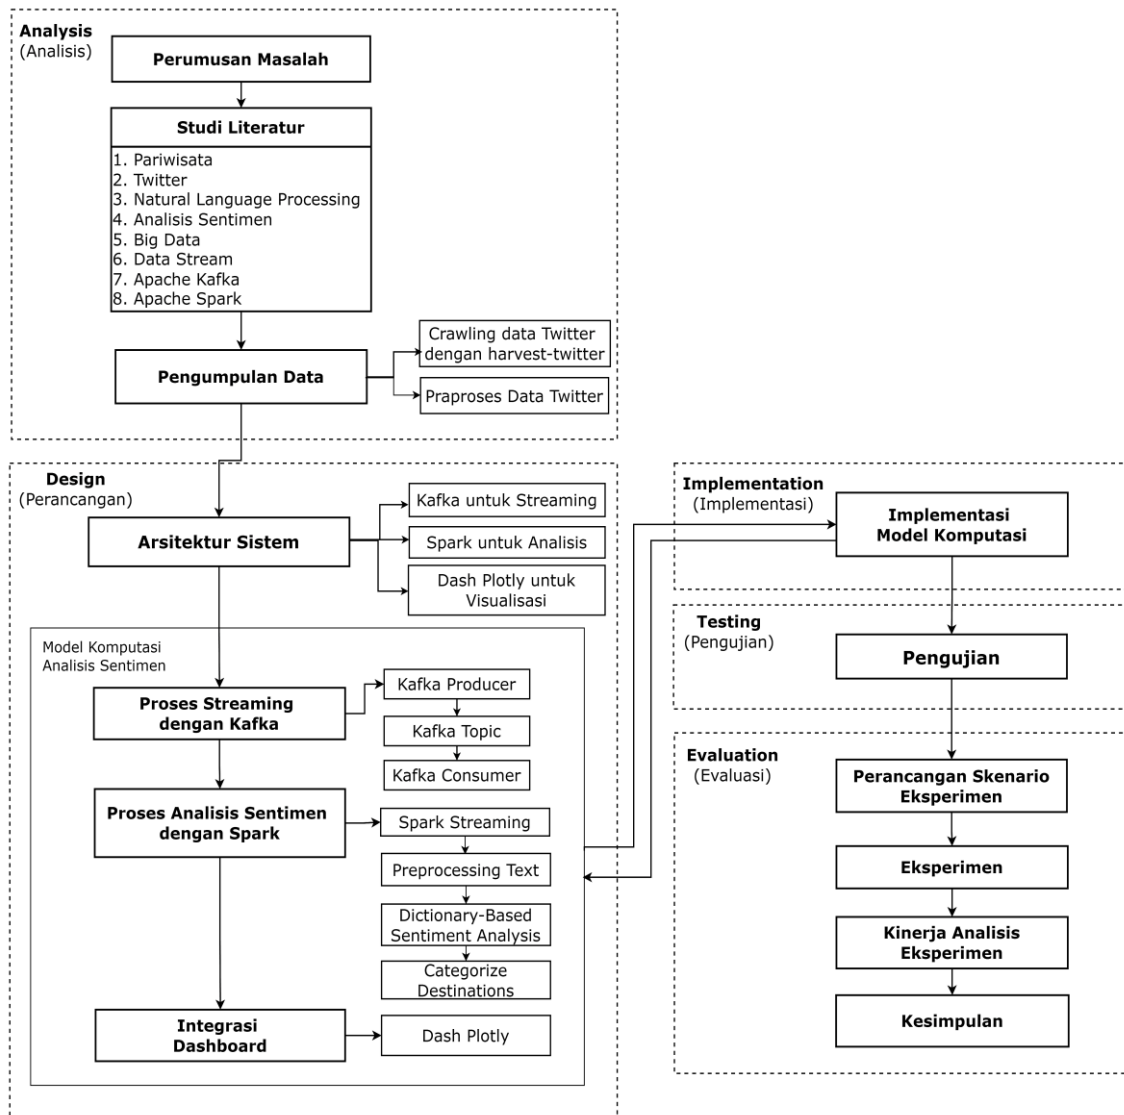 Analysis
(Analisis)
Perumusan Masalah
Studi Literatur
1. Pariwisata
2. Twitter
3. Natural Language Processing
4. Analisis Sentimen
5. Big Data
6. Data Stream
7. Apache Kafka
8. Apache Spark
Pengumpulan Data
Crawling data Twitter
dengan harvest-twitter
Praproses Data Twitter
Design
(Perancangan)
Arsitektur Sistem
Kafka untuk Streaming
Spark untuk Analisis
Dash Plotly untuk
Visualisasi
Model Komputasi
Analisis Sentimen
Proses Streaming
dengan Kafka
Kafka Producer
Kafka Topic
Kafka Consumer
Proses Analisis Sentimen
dengan Spark
Spark Streaming
Preprocessing Text
Dictionary-Based
Sentiment Analysis
Categorize
Destinations
Integrasi
Dashboard
Dash Plotly
Implementation
(Implementasi)
Implementasi
Model Komputasi
Testing
(Pengujian)
Pengujian
Evaluation
(Evaluasi)
Perancangan Skenario
Eksperimen
Eksperimen
Kinerja Analisis
Eksperimen
Kesimpulan